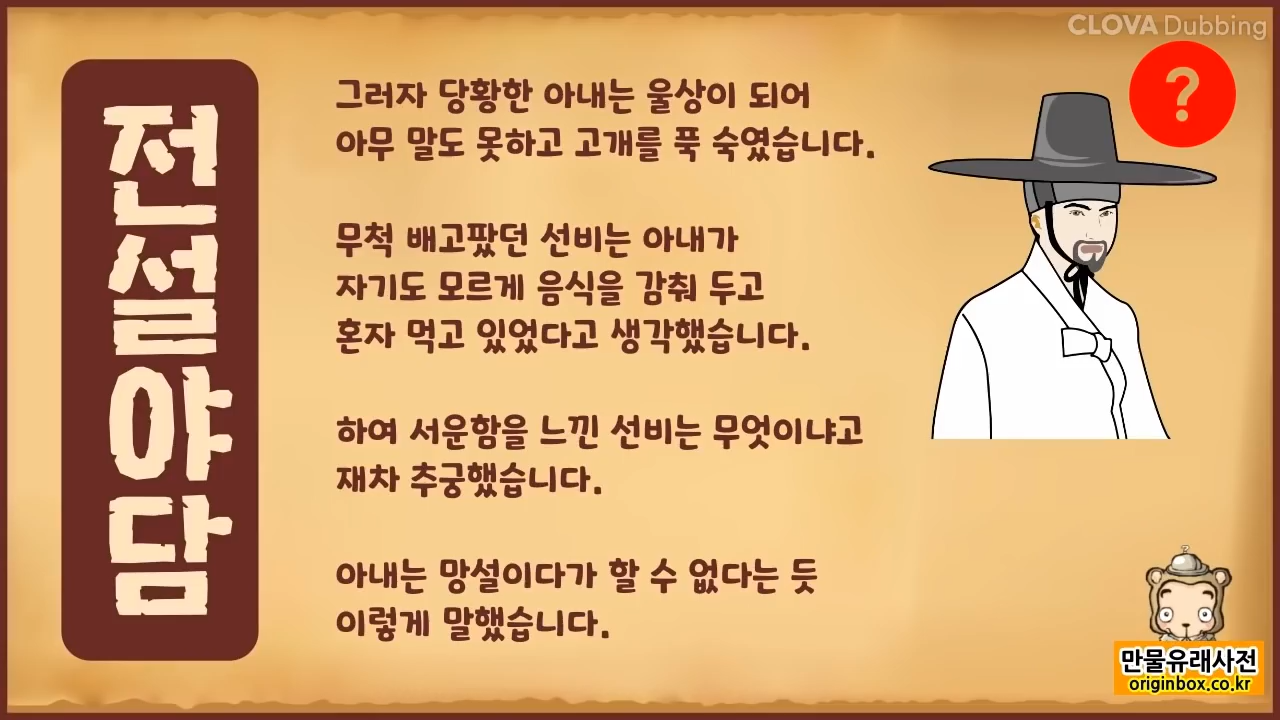 CLOVA Dubbing
?
전설야담
그러자 당황한 아내는 울상이 되어
아무 말도 못하고 고개를 푹 숙였습니다.
무척 배고팠던 선비는 아내가
자기도 모르게 음식을 감춰 두고
혼자 먹고 있었다고 생각했습니다.
하여 서운함을 느낀 선비는 무엇이냐고
재차 추궁했습니다.
아내는 망설이다가 할 수 없다는 듯
이렇게 말했습니다.
?
만물유래사전
originbox.co.kr